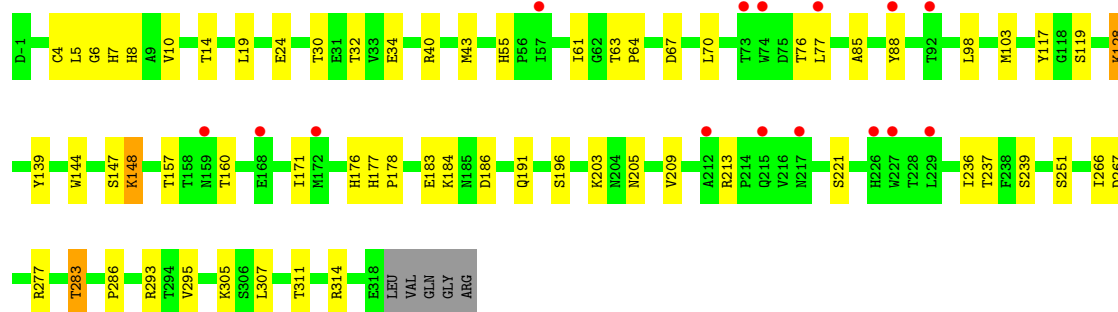 D-1 C4 L5 G6 H7 H8 A9 V10 T14 L19 E24 T30 E31 T32 V33 E34 R40 M43 H55 P56 I57 I61 G62 T63 P64 D67 L70 T73 W74 D75 T76 L77 A85 Y88 T92 L98 M103 Y117 G118 S119 K128
Y139 W144 S147 K148 T157 T158 N159 T160 E168 I171 M172 H176 H177 P178 E183 K184 N185 D186 Q191 S196 K203 N204 N205 V209 A212 R213 P214 Q215 V216 N217 S221 H226 W227 T228 L229 I236 T237 F238 S239 S251 I266
R277 T283 P286 R293 T294 V295 K305 S306 L307 T311 R314 E318 LEU VAL GLN GLY ARG